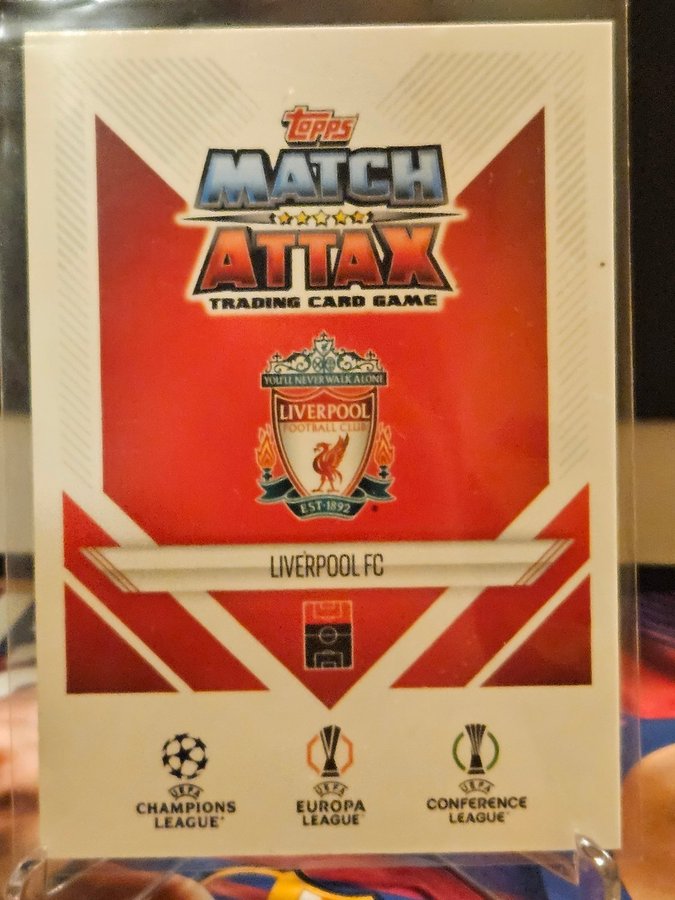 Topps
MATCH
ATTAX
TRADING CARD GAME
YOU'LL NEVER WALK ALONE
LIVERPOOL
FOOTBALL CLUB
EST·1892
LIVERPOOL FC
UEFA
CHAMPIONS
LEAGUE
UEFA
EUROPA
LEAGUE
UEFA
CONFERENCE
LEAGUE